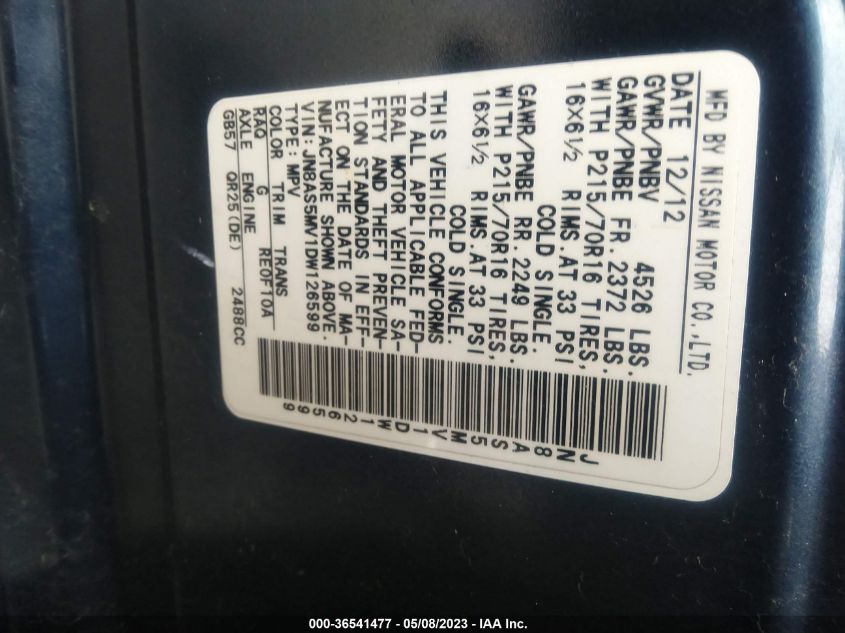 MFD BY NISSAN MOTOR CO.,LTD.
DATE 12/12
GVWR/PNBV 4526 LBS.
GAWR/PNBE FR.2372 LBS.
WITH P215/70R16 TIRES,
16X6½ RIMS.AT 33 PSI
COLD SINGLE.
GAWR/PNBE RR.2249 LBS.
WITH P215/70R16 TIRES,
16X6½ RIMS.AT 33 PSI
COLD SINGLE.
THIS VEHICLE CONFORMS
TO ALL APPLICABLE FED-
ERAL MOTOR VEHICLE SA-
FETY AND THEFT PREVEN-
TION STANDARDS IN EFF-
ECT ON THE DATE OF MA-
NUFACTURE SHOWN ABOVE.
VIN:JN8AS5MV1DW126599
TYPE:MPV
COLOR TRIM TRANS
RAQ G RE0F10A
AXLE ENGINE
GB57 QR25(DE) 2488CC
JN8AS5MV1DW126599
000-36541477 — 05/08/2023 — IAA Inc.